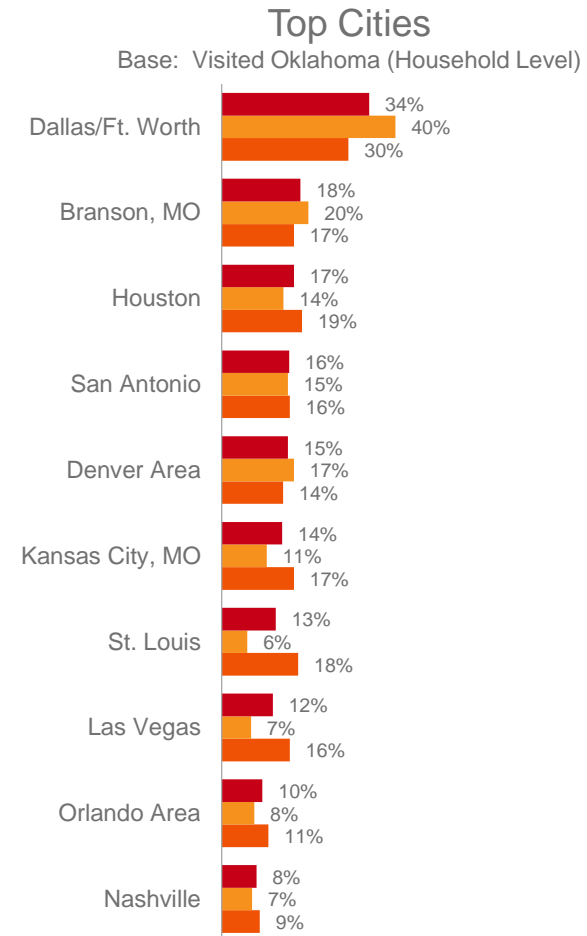 Top Cities
Base: Visited Oklahoma (Household Level)
Dallas/Ft. Worth
34%
40%
30%
Branson, MO
18%
20%
17%
Houston
17%
14%
19%
San Antonio
16%
15%
16%
Denver Area
15%
17%
14%
Kansas City, MO
14%
11%
17%
St. Louis
13%
6%
18%
Las Vegas
12%
7%
16%
Orlando Area
10%
8%
11%
Nashville
8%
7%
9%